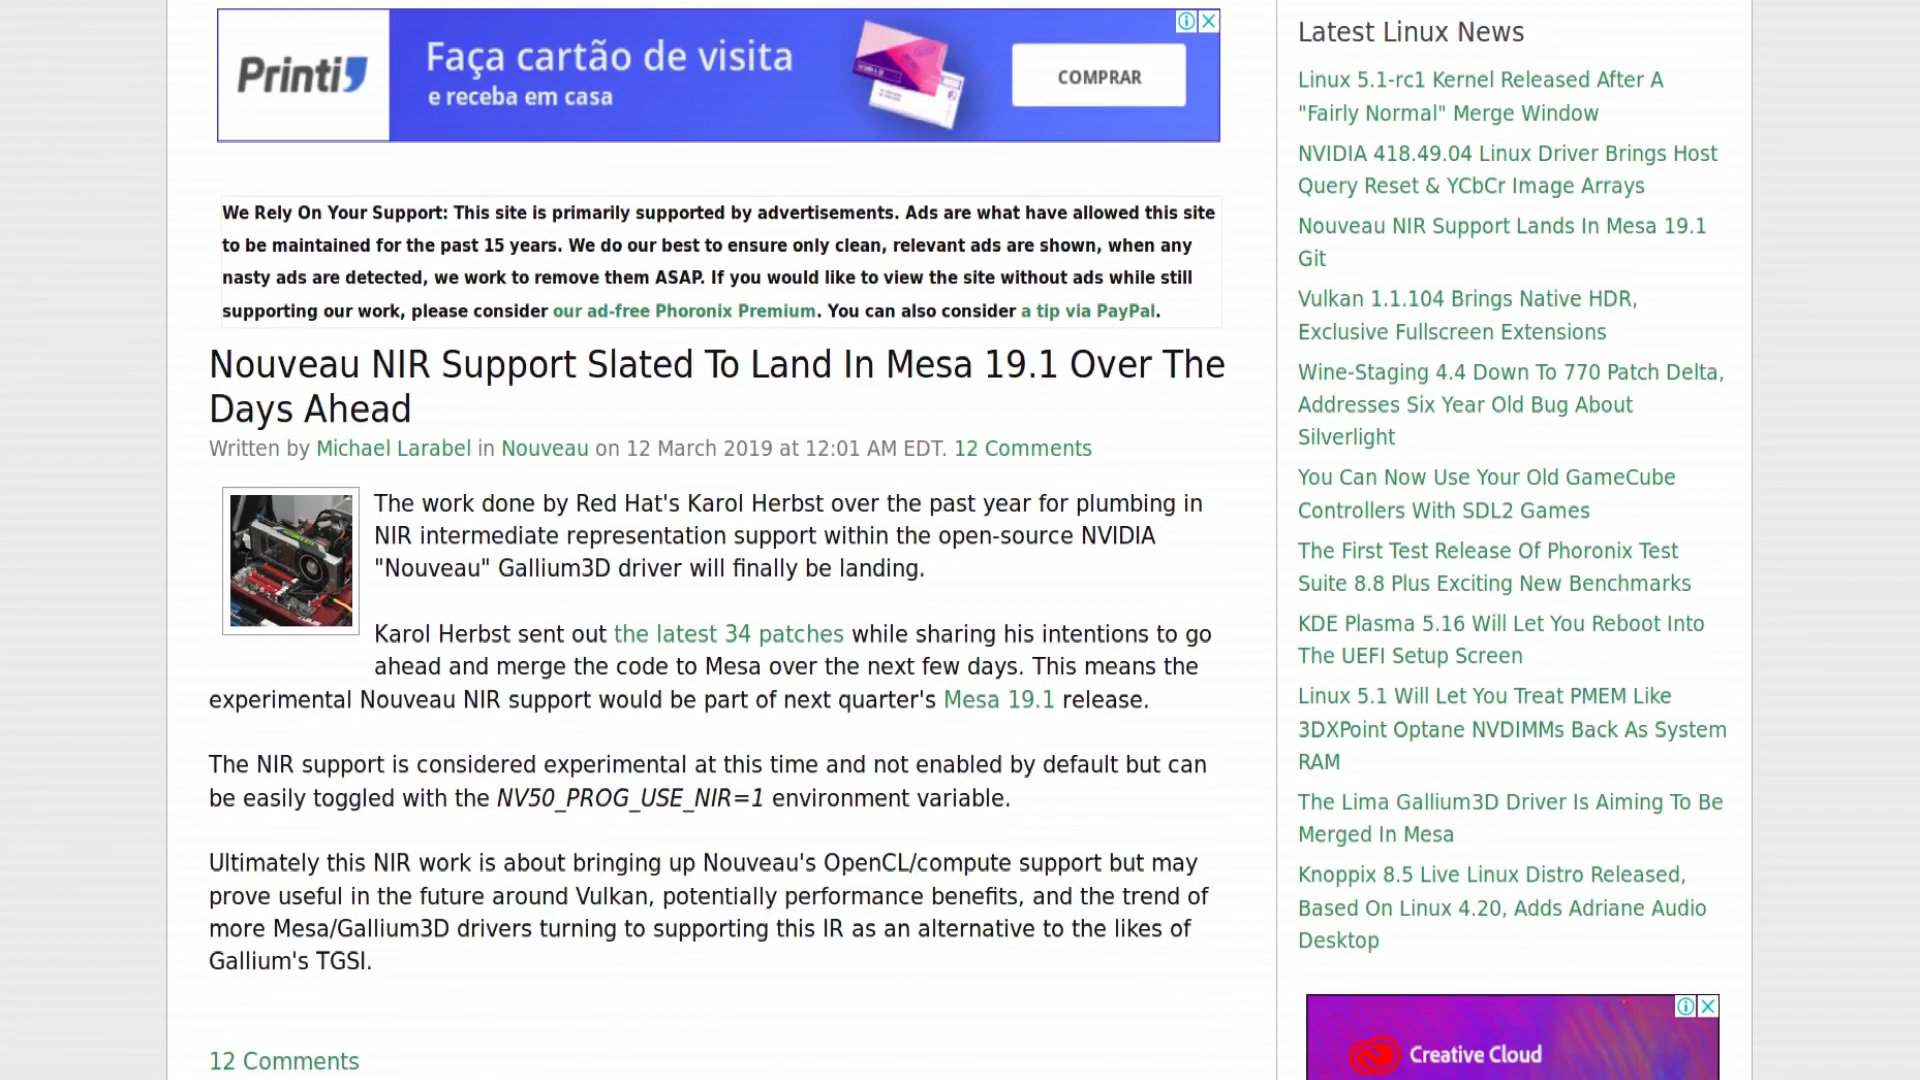 Printi
Faça cartão de visita
e receba em casa
COMPRAR
We Rely On Your Support: This site is primarily supported by advertisements. Ads are what have allowed this site
to be maintained for the past 15 years. We do our best to ensure only clean, relevant ads are shown, when any
nasty ads are detected, we work to remove them ASAP. If you would like to view the site without ads while still
supporting our work, please consider our ad-free Phoronix Premium. You can also consider a tip via PayPal.
Nouveau NIR Support Slated To Land In Mesa 19.1 Over The
Days Ahead
Written by Michael Larabel in Nouveau on 12 March 2019 at 12:01 AM EDT. 12 Comments
The work done by Red Hat's Karol Herbst over the past year for plumbing in
NIR intermediate representation support within the open-source NVIDIA
"Nouveau" Gallium3D driver will finally be landing.
Karol Herbst sent out the latest 34 patches while sharing his intentions to go
ahead and merge the code to Mesa over the next few days. This means the
experimental Nouveau NIR support would be part of next quarter's Mesa 19.1 release.
The NIR support is considered experimental at this time and not enabled by default but can
be easily toggled with the NV50_PROG_USE_NIR=1 environment variable.
Ultimately this NIR work is about bringing up Nouveau's OpenCL/compute support but may
prove useful in the future around Vulkan, potentially performance benefits, and the trend of
more Mesa/Gallium3D drivers turning to supporting this IR as an alternative to the likes of
Gallium's TGSI.
12 Comments
Latest Linux News
Linux 5.1-rc1 Kernel Released After A
"Fairly Normal" Merge Window
NVIDIA 418.49.04 Linux Driver Brings Host
Query Reset & YCbCr Image Arrays
Nouveau NIR Support Lands In Mesa 19.1
Git
Vulkan 1.1.104 Brings Native HDR,
Exclusive Fullscreen Extensions
Wine-Staging 4.4 Down To 770 Patch Delta,
Addresses Six Year Old Bug About
Silverlight
You Can Now Use Your Old GameCube
Controllers With SDL2 Games
The First Test Release Of Phoronix Test
Suite 8.8 Plus Exciting New Benchmarks
KDE Plasma 5.16 Will Let You Reboot Into
The UEFI Setup Screen
Linux 5.1 Will Let You Treat PMEM Like
3DXPoint Optane NVDIMMs Back As System
RAM
The Lima Gallium3D Driver Is Aiming To Be
Merged In Mesa
Knoppix 8.5 Live Linux Distro Released,
Based On Linux 4.20, Adds Adriane Audio
Desktop
Creative Cloud